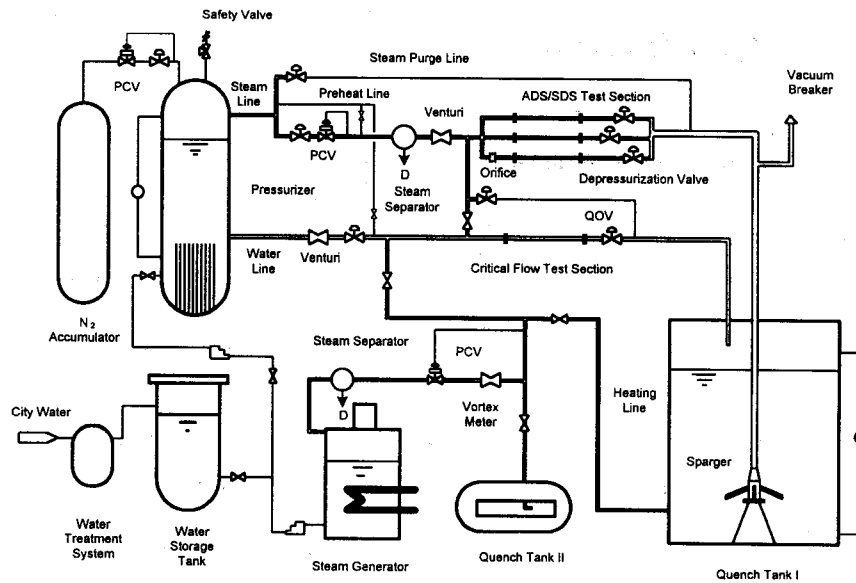 Safety Valve
PCV
Steam
Line
Steam Purge Line
Preheat Line
PCV
D
Steam
Separator
Venturi
ADS/SDS Test Section
Vacuum
Breaker
Orifice
Depressurization Valve
Pressurizer
QOV
Water
Line
Venturi
Critical Flow Test Section
N2
Accumulator
Steam Separator
PCV
D
Vortex
Meter
Heating
Line
City Water
Sparger
Water
Treatment
System
Water
Storage
Tank
Steam Generator
Quench Tank II
Quench Tank I